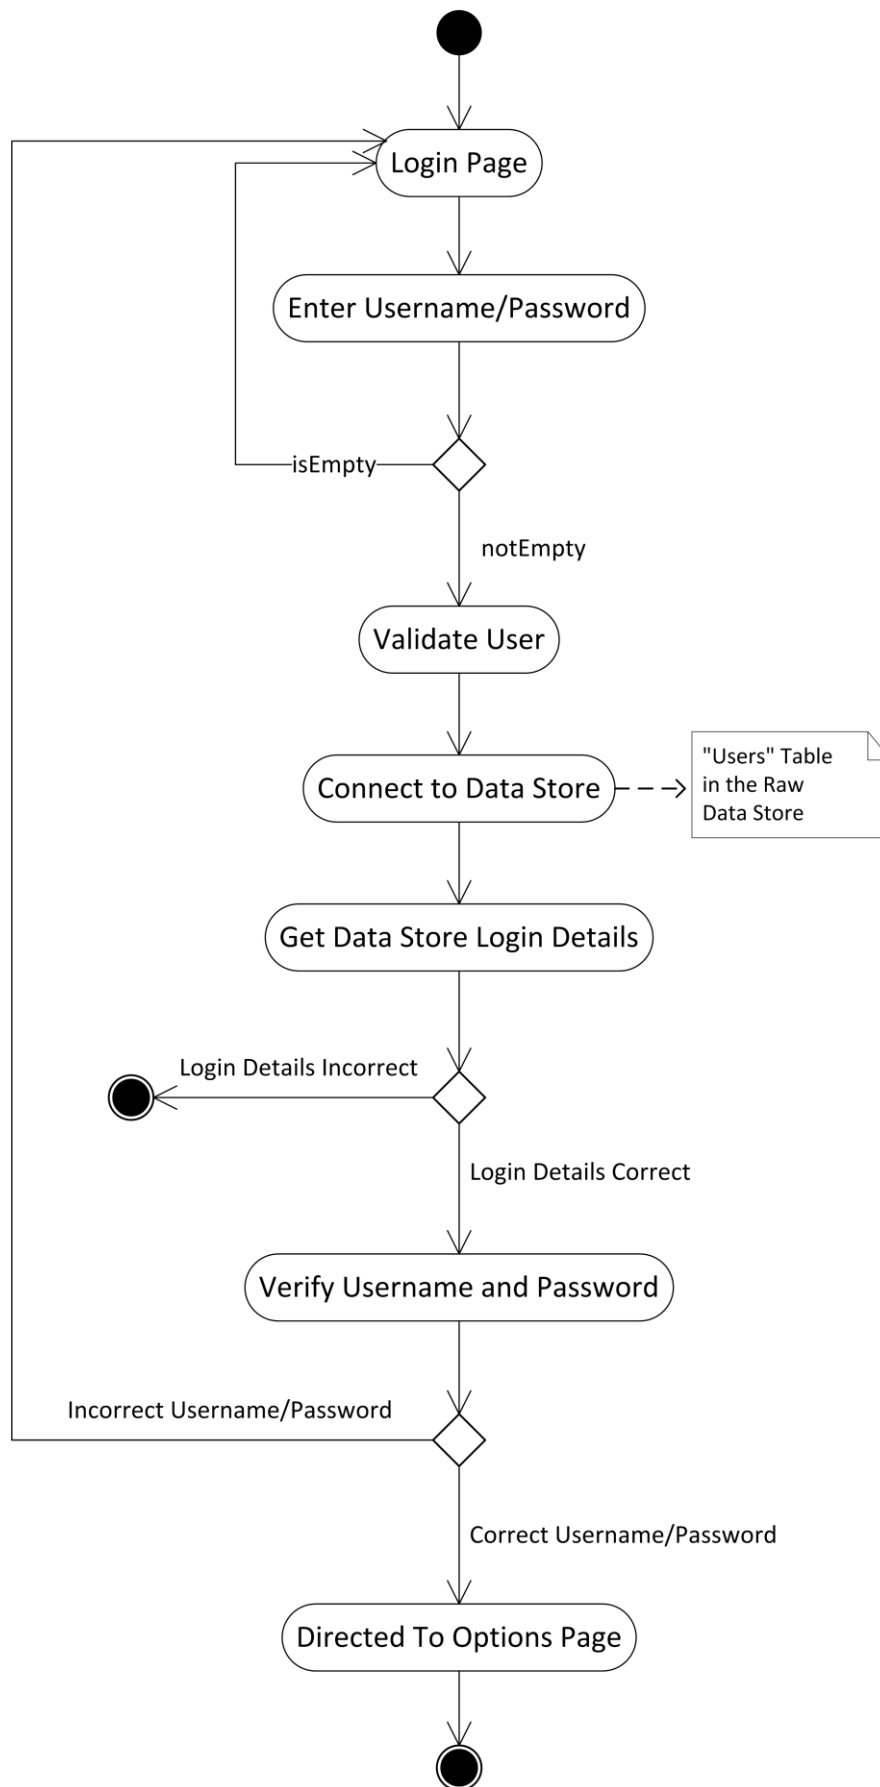 Login Page
Enter Username/Password
isEmpty
notEmpty
Validate User
Connect to Data Store
"Users" Table
in the Raw
Data Store
Get Data Store Login Details
Login Details Incorrect
Login Details Correct
Verify Username and Password
Incorrect Username/Password
Correct Username/Password
Directed To Options Page